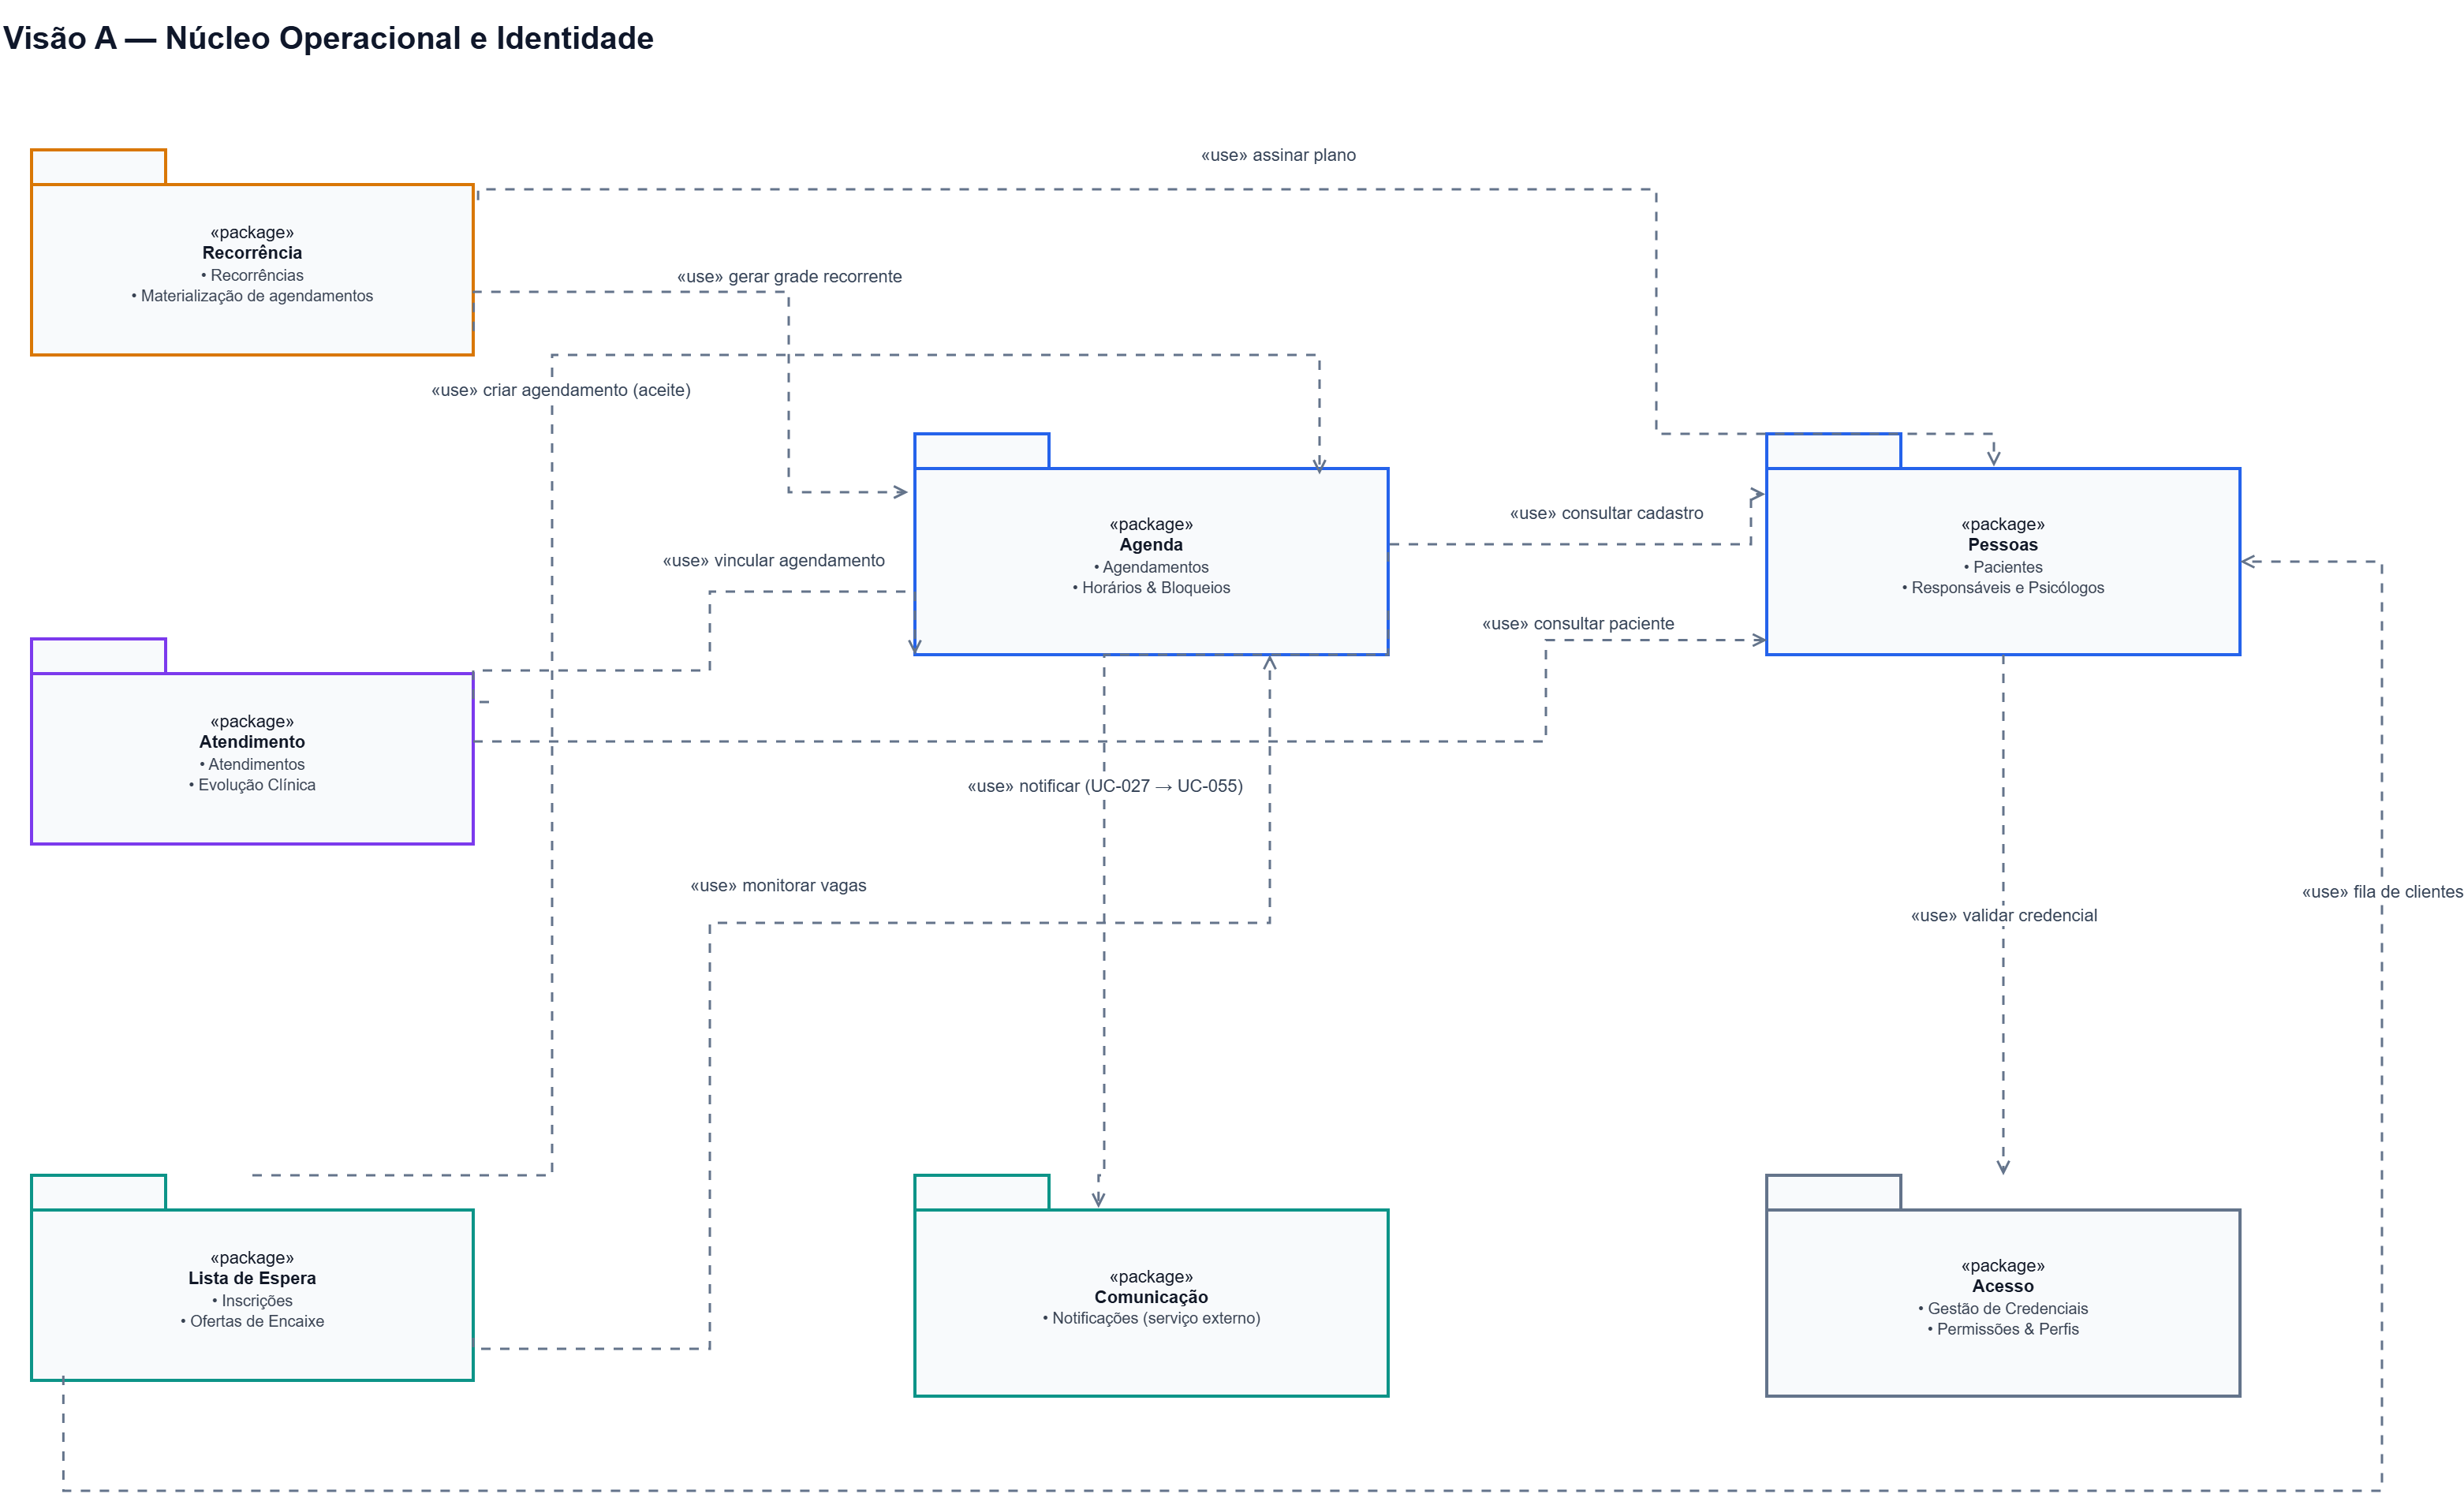 Visão A — Núcleo Operacional e Identidade
«use» assinar plano
«package»
Recorrência
• Recorrências
• Materialização de agendamentos
«use» gerar grade recorrente
«use» criar agendamento (aceite)
«package»
Agenda
• Agendamentos
• Horários & Bloqueios
«use» consultar cadastro
«package»
Pessoas
• Pacientes
• Responsáveis e Psicólogos
«use» vincular agendamento
«use» consultar paciente
«package»
Atendimento
• Atendimentos
• Evolução Clínica
«use» notificar (UC-027 → UC-055)
«use» monitorar vagas
«use» validar credencial
«use» fila de clientes
«package»
Lista de Espera
• Inscrições
• Ofertas de Encaixe
«package»
Comunicação
• Notificações (serviço externo)
«package»
Acesso
• Gestão de Credenciais
• Permissões & Perfis